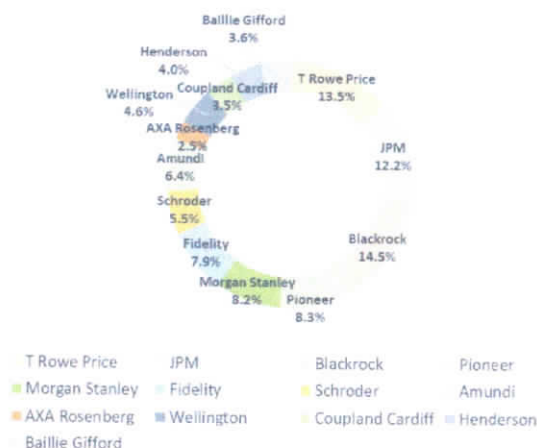 Baillie Gifford
3.6%
Henderson
4.0%
T Rowe Price
13.5%
Coupland Cardiff
3.5%
Wellington
4.6%
AXA Rosenberg
2.5%
JPM
12.2%
Amundi
6.4%
Schroder
5.5%
Blackrock
14.5%
Fidelity
7.9%
Morgan Stanley
8.2%
Pioneer
8.3%
T Rowe Price JPM Blackrock Pioneer
Morgan Stanley Fidelity Schroder Amundi
AXA Rosenberg Wellington Coupland Cardiff Henderson
Baillie Gifford